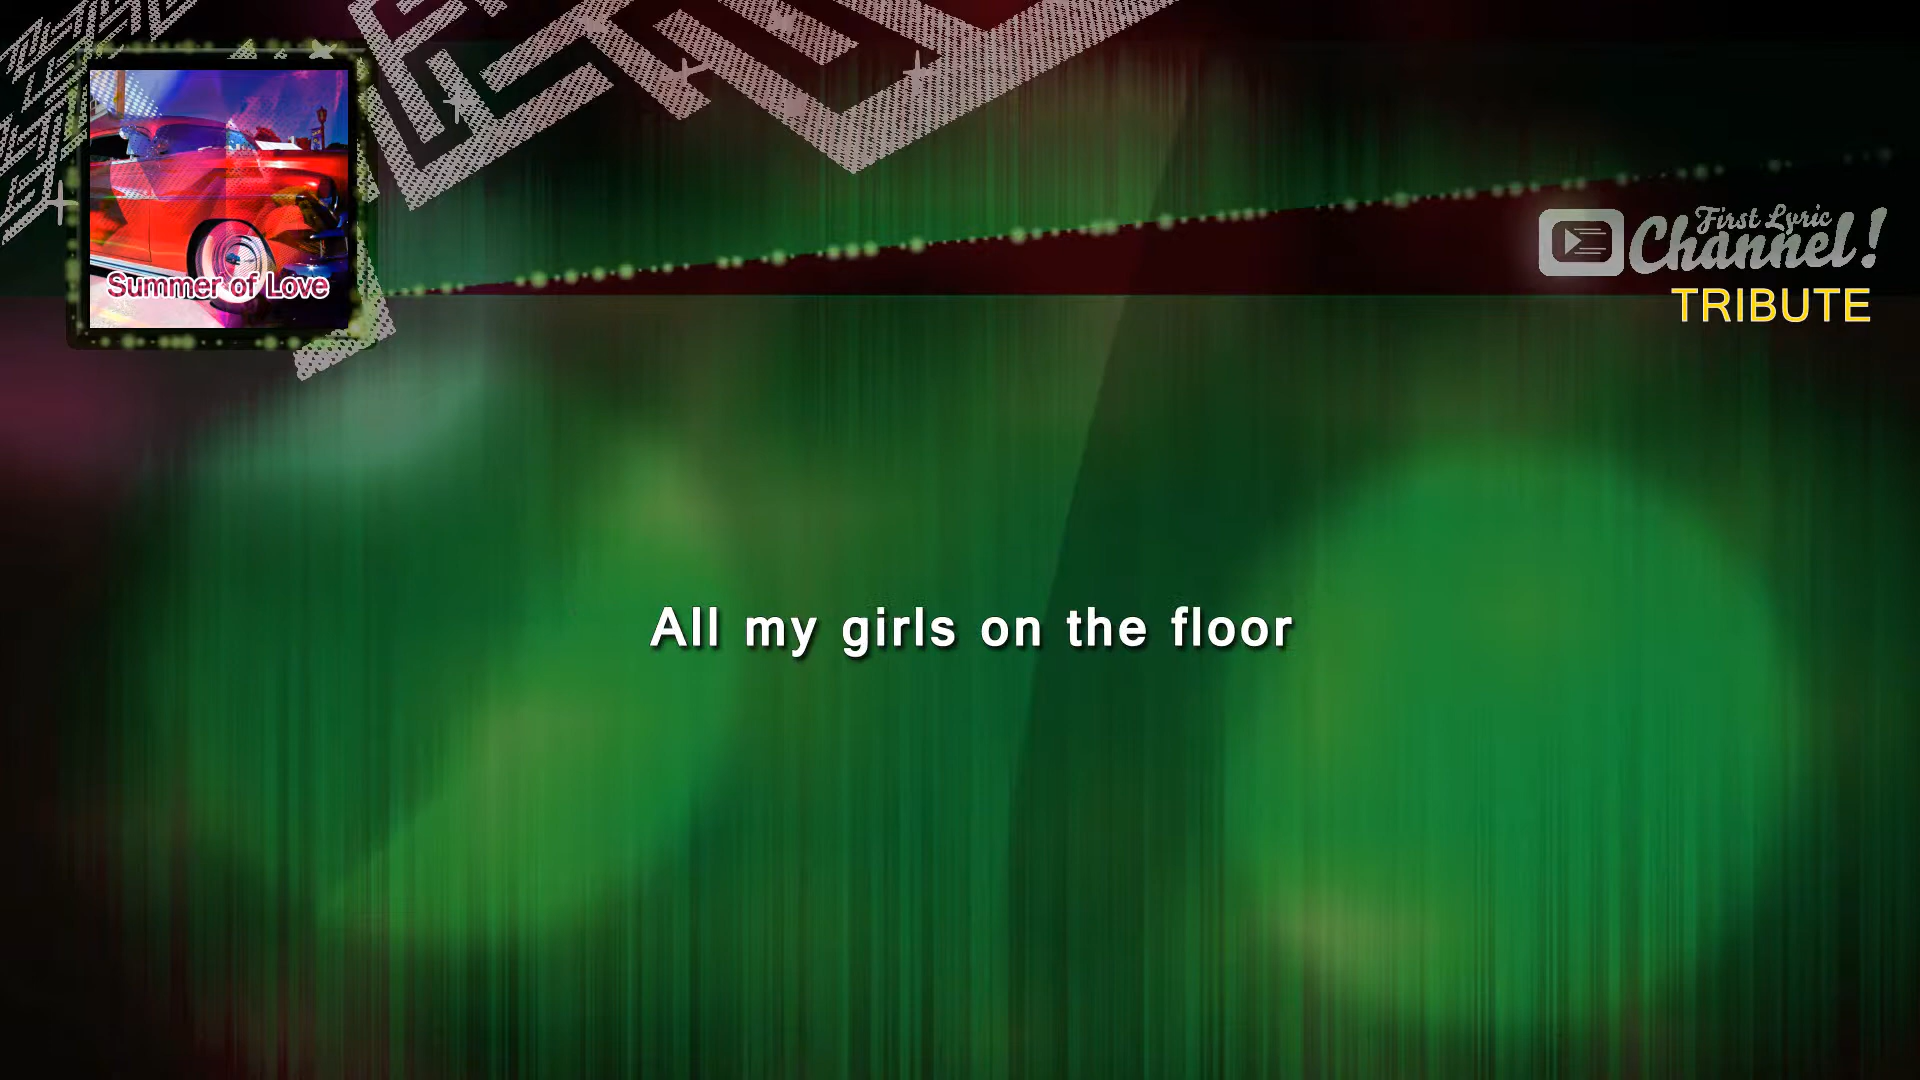 Summer of Love
First Lyric
Channel!
TRIBUTE
All my girls on the floor